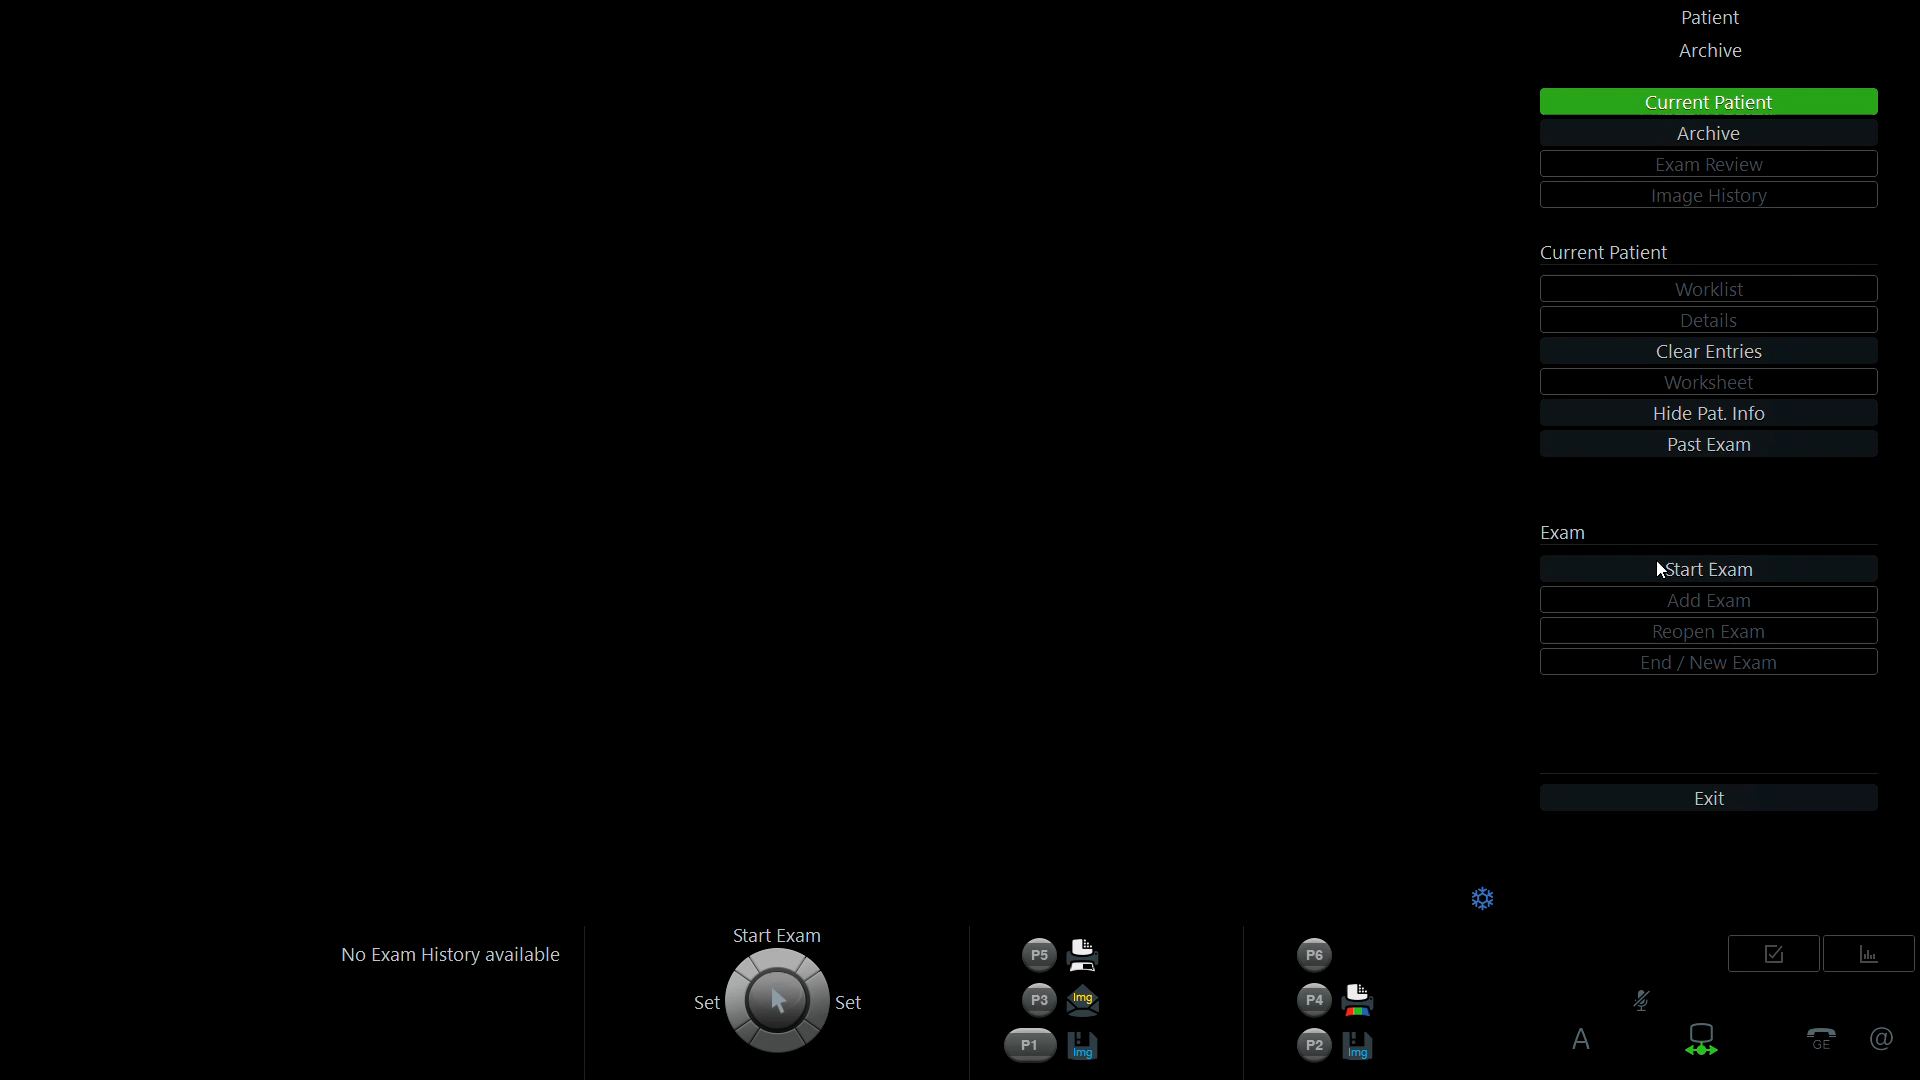 Patient
Archive
Current Patient
Archive
Exam Review
Image History
Current Patient
Worklist
Details
Clear Entries
Worksheet
Hide Pat. Info
Past Exam
Exam
Start Exam
Add Exam
Reopen Exam
End / New Exam
Exit
No Exam History available
Start Exam
Set
Set
P5
P3
Img
P1
Img
P6
P4
P2
Img
A
GE
@